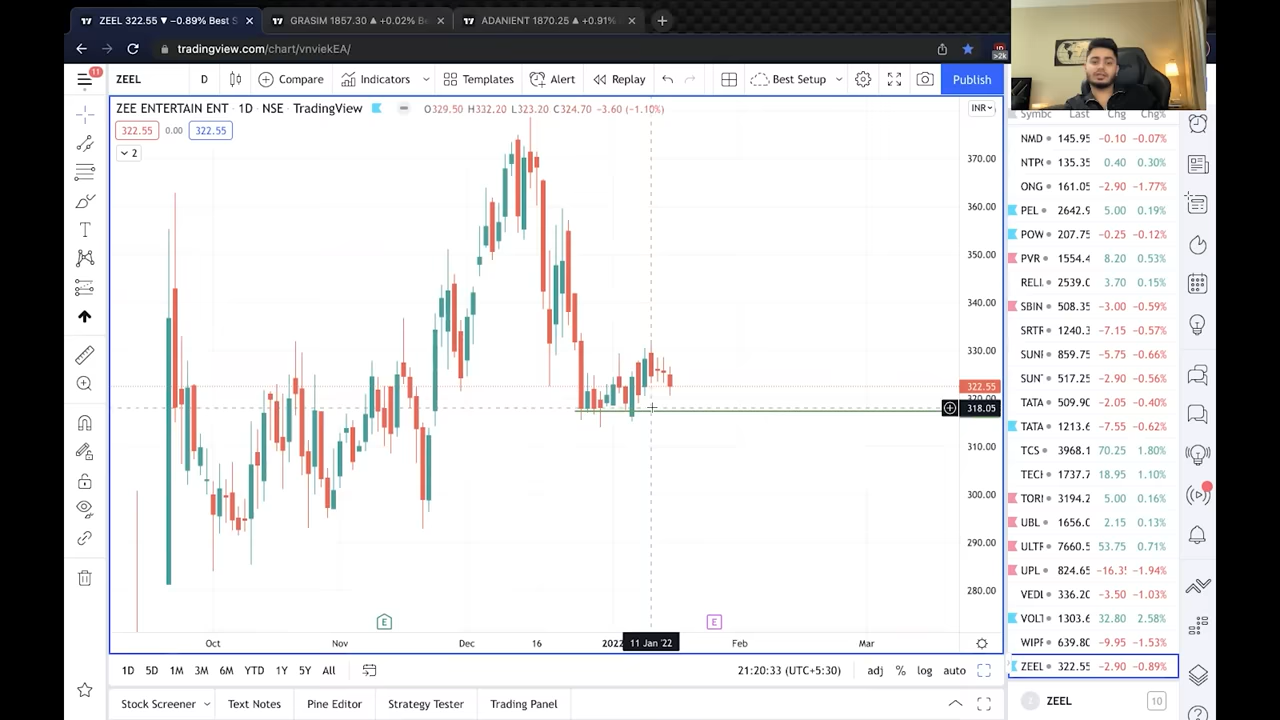 ZEEL 322.55 ▼ −0.89% Best S
GRASIM 1857.30 ▲ +0.02% Be
ADANIENT 1870.25 ▲ +0.91%
tradingview.com/chart/vnviekEA/
>2k
11
ZEEL
D
Compare
Indicator
Templates
Alert
Replay
Best Setup
Publish
ZEE ENTERTAIN ENT · 1D · NSE · TradingView
O329.50 H332.20 L323.20 C324.70 −3.60 (−1.10%)
INR
322.55 0.00 322.55
2
370.00
360.00
350.00
340.00
330.00
322.55
318.05
310.00
300.00
290.00
280.00
E
E
Oct
Nov
Dec
16
2022
11 Jan '22
Feb
Mar
1D 5D 1M 3M 6M YTD 1Y 5Y All
21:20:33 (UTC+5:30)
adj % log auto
Stock Screener
Text Notes
Pine Editor
Strategy Tester
Trading Panel
Symbc Last Chg Chg%
NMD 145.95 −0.10 −0.07%
NTP 135.35 0.40 0.30%
ONG 161.05 −2.90 −1.77%
PEL 2642.9 5.00 0.19%
POW 207.75 −0.25 −0.12%
PVR 1554.4 8.20 0.53%
RELI 2539.0 3.70 0.15%
SBIN 508.35 −3.00 −0.59%
SRTF 1240.3 −7.15 −0.57%
SUNI 859.75 −5.75 −0.66%
SUN 517.25 −2.90 −0.56%
TATA 509.90 −2.05 −0.40%
TATA 1213.6 −7.55 −0.62%
TCS 3968.1 70.25 1.80%
TECH 1737.7 18.95 1.10%
TORI 3194.2 5.00 0.16%
UBL 1656.0 2.15 0.13%
ULTF 7660.5 53.75 0.71%
UPL 824.65 −16.35 −1.94%
VEDL 336.20 −3.50 −1.03%
VOLT 1303.6 32.80 2.58%
WIPF 639.80 −9.95 −1.53%
ZEEL 322.55 −2.90 −0.89%
Z ZEEL 10